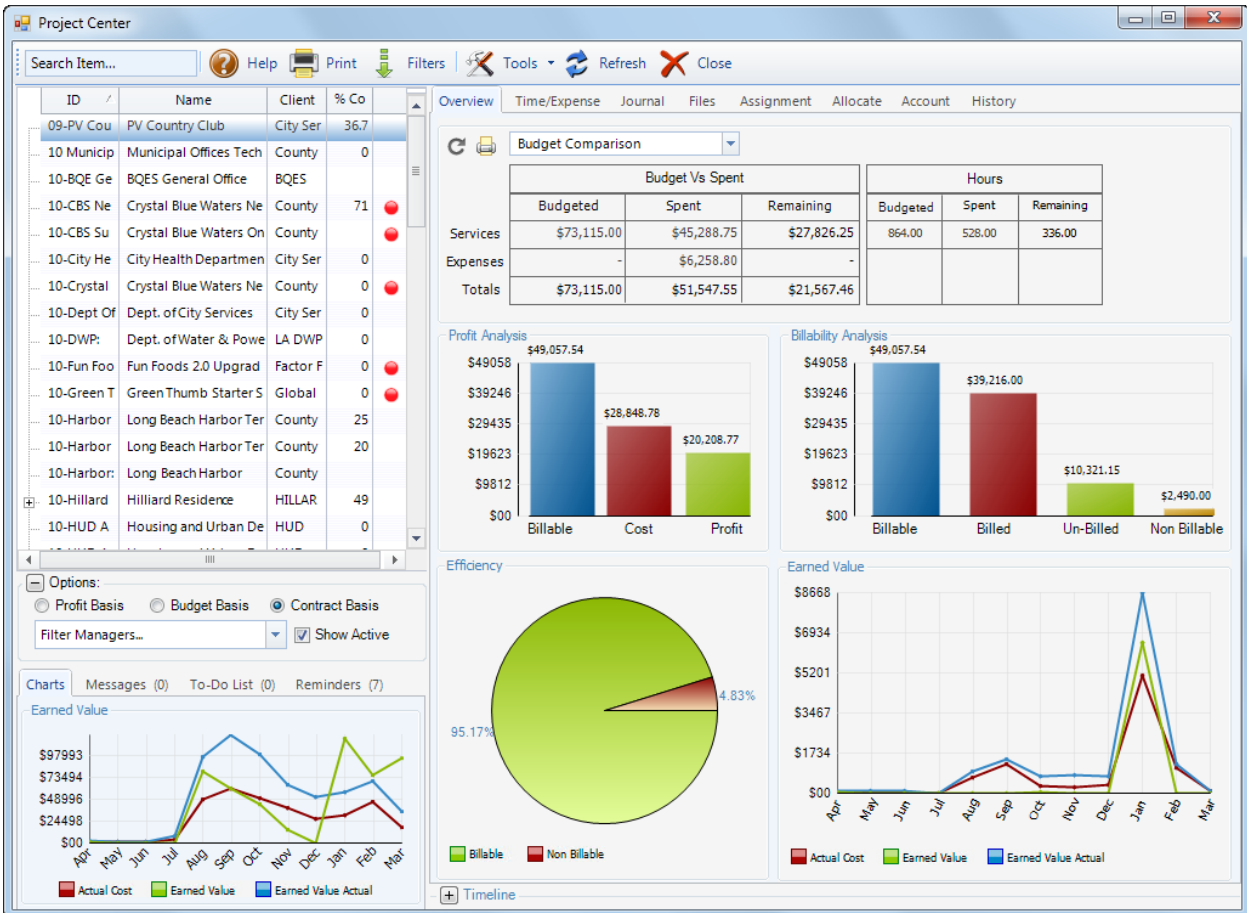 Project Center
Search Item... Help Print Filters Tools Refresh Close
ID Name Client % Co
09-PV Cou PV Country Club City Ser 36.7
10 Municip Municipal Offices Tech County 0
10-BQE Ge BQES General Office BQES
10-CBS Ne Crystal Blue Waters Ne County 71
10-CBS Su Crystal Blue Waters On County
10-City He City Health Departmen City Ser 0
10-Crystal Crystal Blue Waters Ne County 0
10-Dept Of Dept. of City Services City Ser 0
10-DWP: Dept. of Water & Powe LA DWP 0
10-Fun Foo Fun Foods 2.0 Upgrad Factor F 0
10-Green T Green Thumb Starter S Global 0
10-Harbor Long Beach Harbor Ter County 25
10-Harbor Long Beach Harbor Ter County 20
10-Harbor: Long Beach Harbor County
10-Hillard Hilliard Residence HILLAR 49
10-HUD A Housing and Urban De HUD 0
Options:
Profit Basis Budget Basis Contract Basis
Filter Managers... Show Active
Charts Messages (0) To-Do List (0) Reminders (7)
Earned Value
$97993
$73494
$48996
$24498
$00
Apr May Jun Jul Aug Sep Oct Nov Dec Jan Feb Mar
Actual Cost Earned Value Earned Value Actual
Overview Time/Expense Journal Files Assignment Allocate Account History
Budget Comparison
Budget Vs Spent Hours
Budgeted Spent Remaining Budgeted Spent Remaining
Services $73,115.00 $45,288.75 $27,826.25 864.00 528.00 336.00
Expenses - $6,258.80 -
Totals $73,115.00 $51,547.55 $21,567.46
Profit Analysis
$49,057.54
$49058
$39246
$28,848.78
$29435
$20,208.77
$19623
$9812
$00
Billable Cost Profit
Billability Analysis
$49,057.54
$49058
$39,216.00
$39246
$29435
$19623
$10,321.15
$9812
$2,490.00
$00
Billable Billed Un-Billed Non Billable
Efficiency
4.83%
95.17%
Billable Non Billable
Earned Value
$8668
$6934
$5201
$3467
$1734
$00
Apr May Jun Jul Aug Sep Oct Nov Dec Jan Feb Mar
Actual Cost Earned Value Earned Value Actual
Timeline